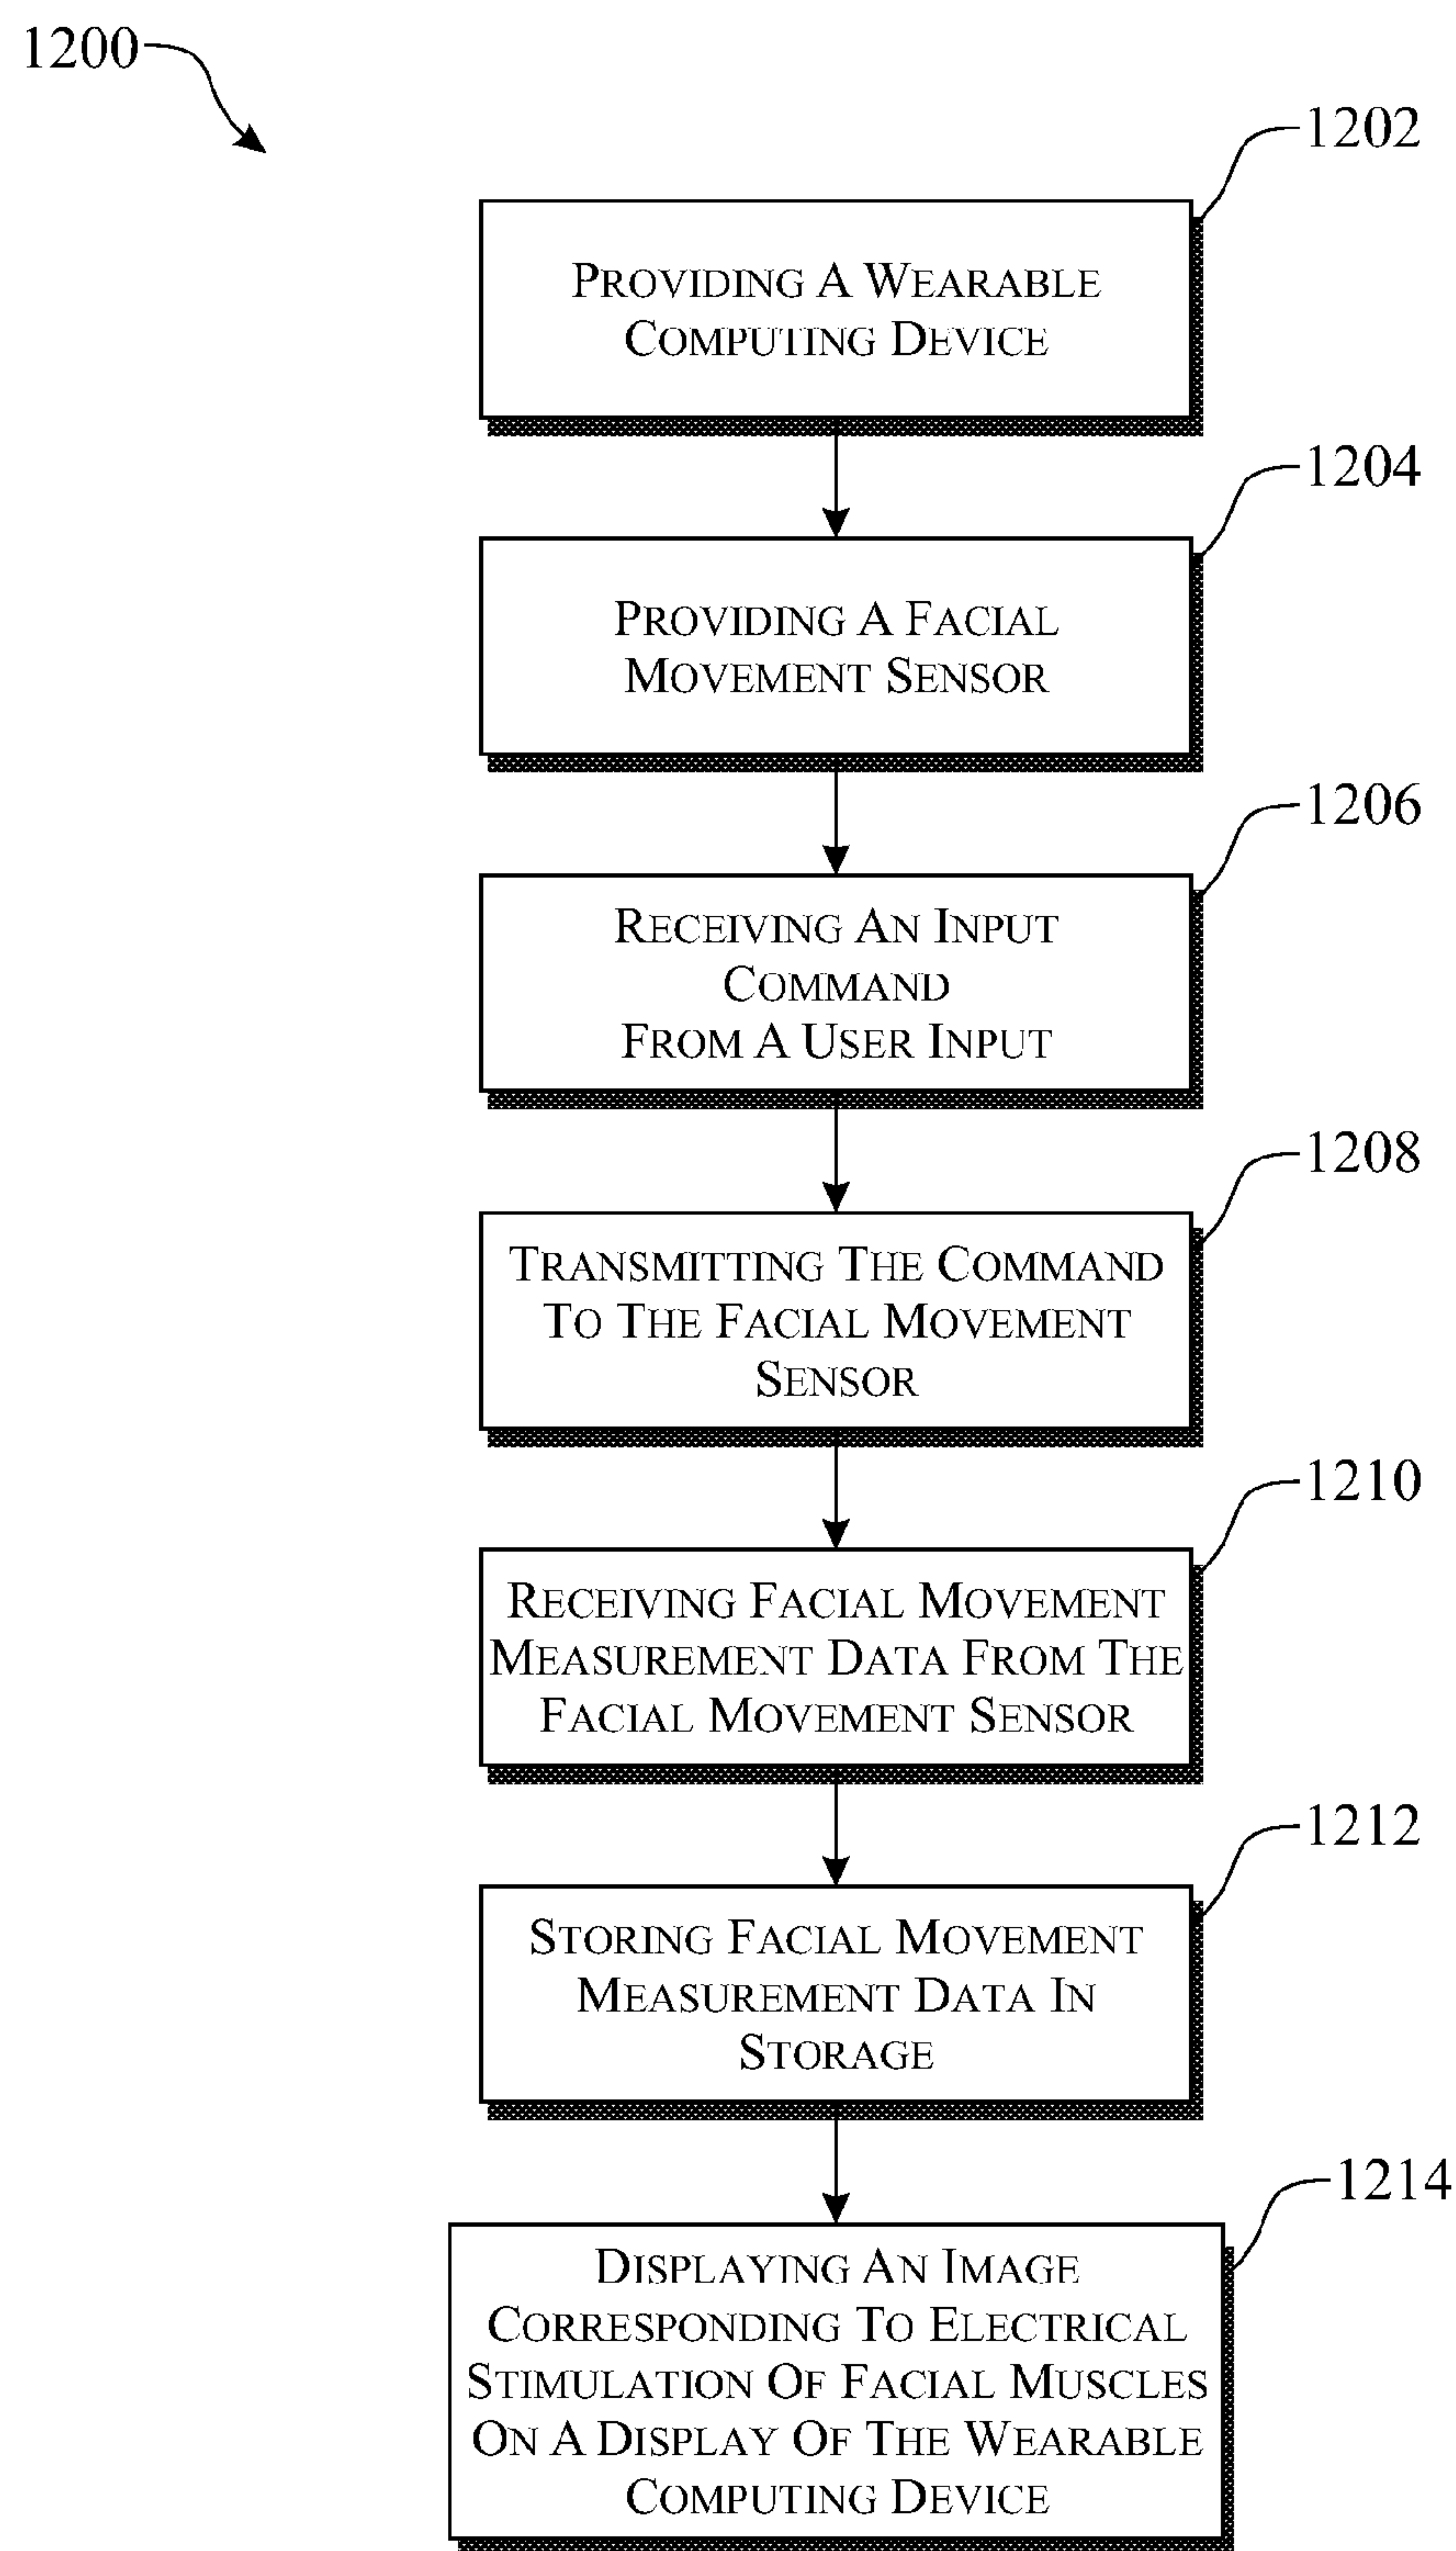 1200
1202
PROVIDING A WEARABLE
COMPUTING DEVICE
1204
PROVIDING A FACIAL
MOVEMENT SENSOR
1206
RECEIVING AN INPUT
COMMAND
FROM A USER INPUT
1208
TRANSMITTING THE COMMAND
TO THE FACIAL MOVEMENT
SENSOR
1210
RECEIVING FACIAL MOVEMENT
MEASUREMENT DATA FROM THE
FACIAL MOVEMENT SENSOR
1212
STORING FACIAL MOVEMENT
MEASUREMENT DATA IN
STORAGE
1214
DISPLAYING AN IMAGE
CORRESPONDING TO ELECTRICAL
STIMULATION OF FACIAL MUSCLES
ON A DISPLAY OF THE WEARABLE
COMPUTING DEVICE